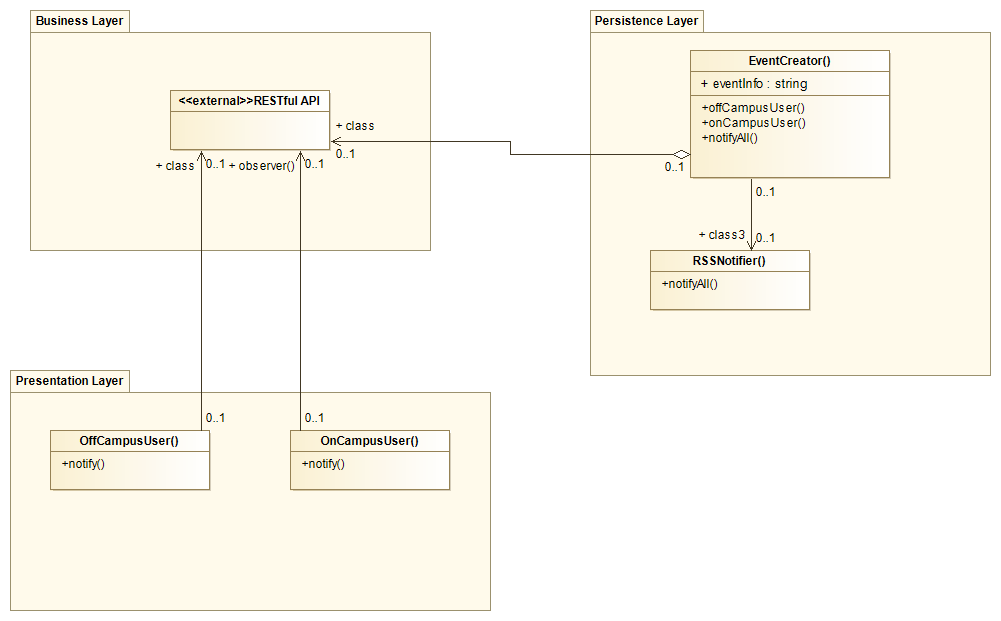 Business Layer
<<external>>RESTful API
+ class
0..1
+ class
0..1
+ observer()
0..1
Persistence Layer
EventCreator()
+ eventInfo : string
+offCampusUser()
+onCampusUser()
+notifyAll()
0..1
0..1
+ class3
0..1
RSSNotifier()
+notifyAll()
Presentation Layer
0..1
0..1
OffCampusUser()
+notify()
OnCampusUser()
+notify()